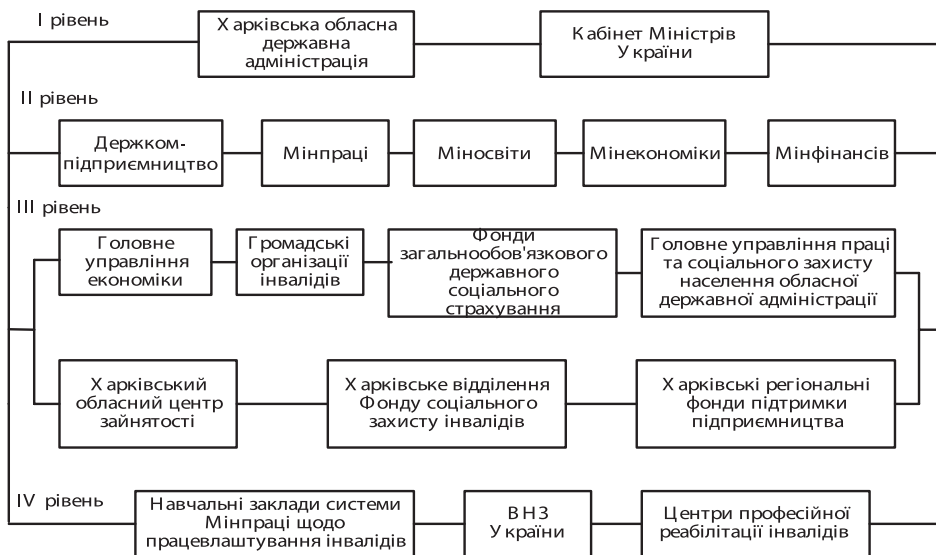 I рівень
Харківська обласна
державна
адміністрація
Кабінет Міністрів
України
II рівень
Держком-
підприємництво
Мінпраці
Міносвіти
Мінекономіки
Мінфінансів
III рівень
Головне
управління
економіки
Громадські
організації
інвалідів
Фонди
загальнообов'язкового
державного
соціального
страхування
Головне управління праці
та соціального захисту
населення обласної
державної адміністрації
Харківський
обласний центр
зайнятості
Харківське відділення
Фонду соціального
захисту інвалідів
Харківські регіональні
фонди підтримки
підприємництва
IV рівень
Навчальні заклади системи
Мінпраці щодо
працевлаштування інвалідів
ВНЗ
України
Центри професійної
реабілітації інвалідів